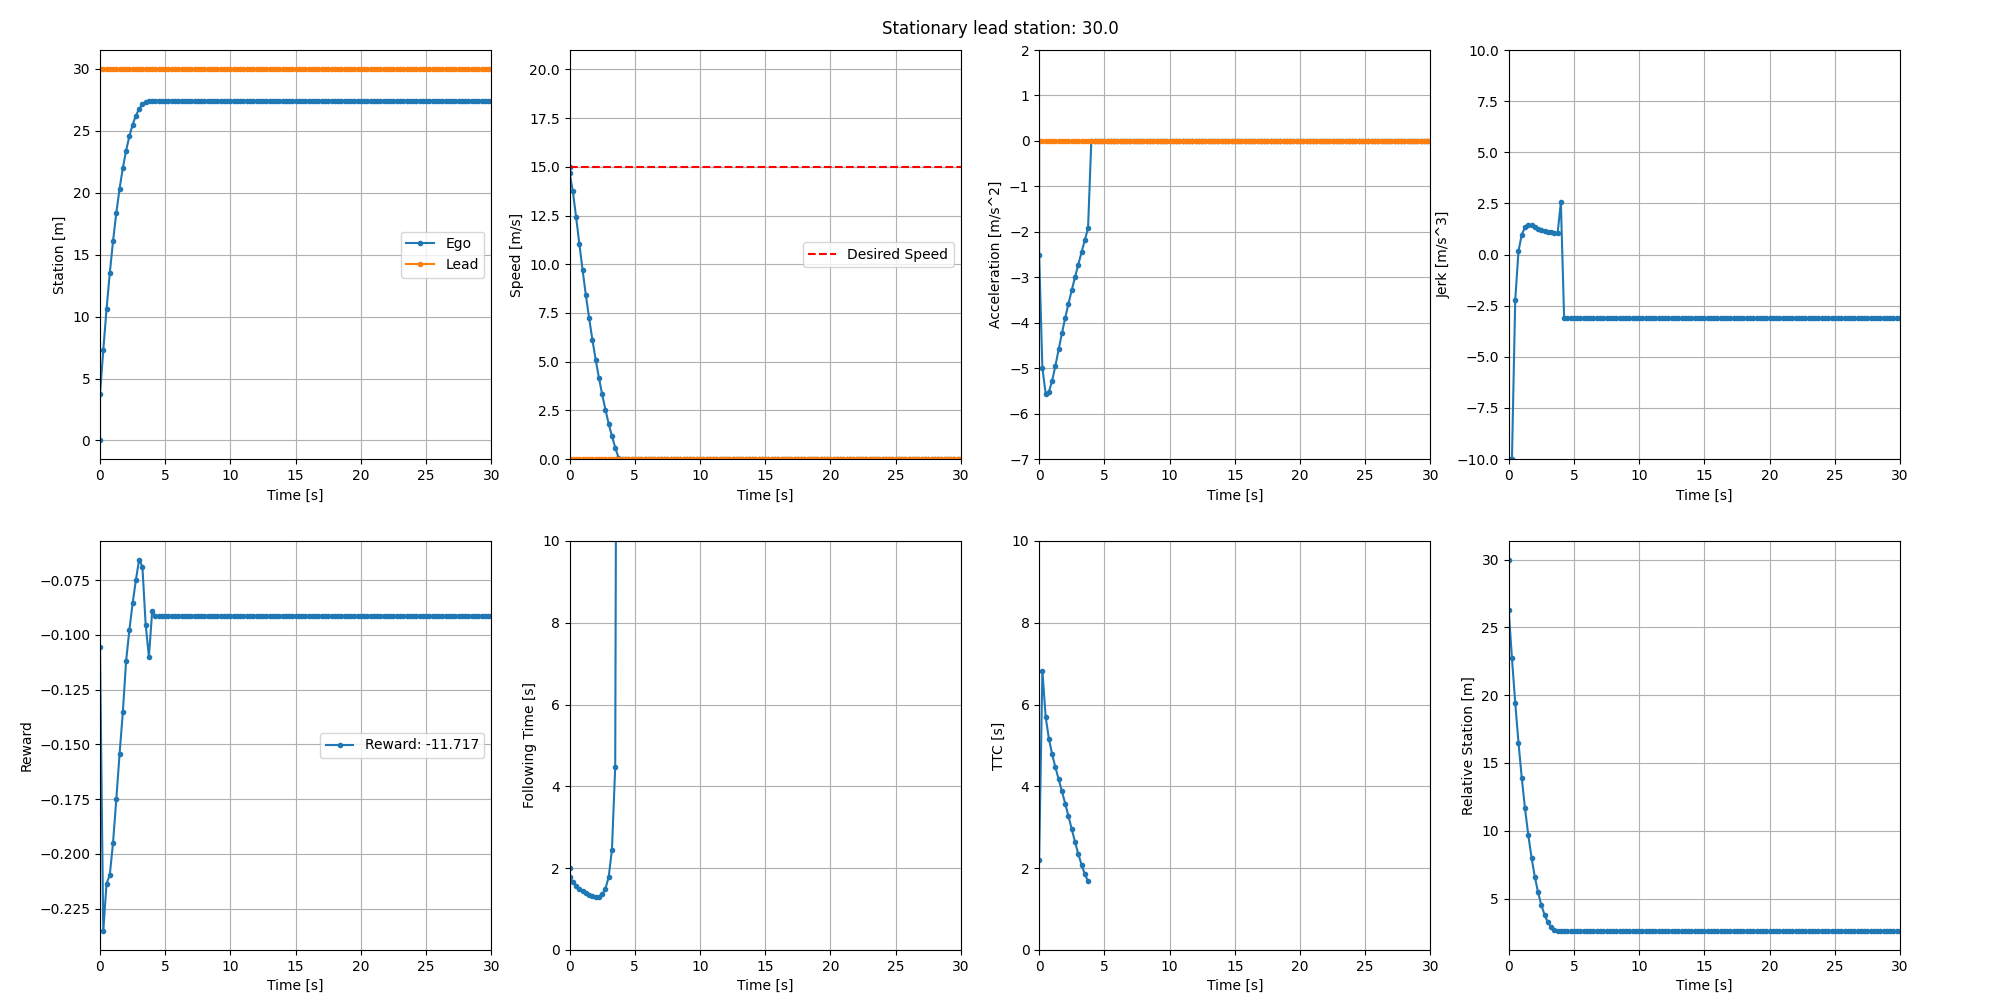 Stationary lead station: 30.0
Station [m]
30
25
20
15
10
5
0
Ego
Lead
0 5 10 15 20 25 30
Time [s]
Speed [m/s]
20.0
17.5
15.0
12.5
10.0
7.5
5.0
2.5
0.0
Desired Speed
0 5 10 15 20 25 30
Time [s]
Acceleration [m/s^2]
2
1
0
−1
−2
−3
−4
−5
−6
−7
0 5 10 15 20 25 30
Time [s]
Jerk [m/s^3]
10.0
7.5
5.0
2.5
0.0
−2.5
−5.0
−7.5
−10.0
0 5 10 15 20 25 30
Time [s]
Reward
−0.075
−0.100
−0.125
−0.150
−0.175
−0.200
−0.225
Reward: -11.717
0 5 10 15 20 25 30
Time [s]
Following Time [s]
10
8
6
4
2
0
0 5 10 15 20 25 30
Time [s]
TTC [s]
10
8
6
4
2
0
0 5 10 15 20 25 30
Time [s]
Relative Station [m]
30
25
20
15
10
5
0 5 10 15 20 25 30
Time [s]